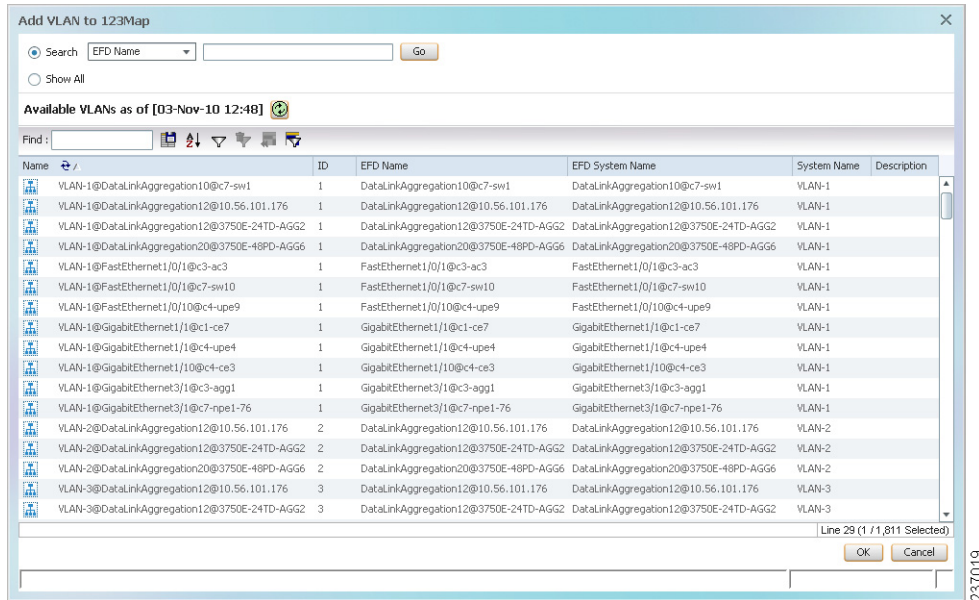 Add VLAN to 123Map
Search EFD Name Go
Show All
Available VLANs as of [03-Nov-10 12:48]
Find :
Name ID EFD Name EFD System Name System Name Description
VLAN-1@DataLinkAggregation10@c7-sw1 1 DataLinkAggregation10@c7-sw1 DataLinkAggregation10@c7-sw1 VLAN-1
VLAN-1@DataLinkAggregation12@10.56.101.176 1 DataLinkAggregation12@10.56.101.176 DataLinkAggregation12@10.56.101.176 VLAN-1
VLAN-1@DataLinkAggregation12@3750E-24TD-AGG2 1 DataLinkAggregation12@3750E-24TD-AGG2 DataLinkAggregation12@3750E-24TD-AGG2 VLAN-1
VLAN-1@DataLinkAggregation20@3750E-48PD-AGG6 1 DataLinkAggregation20@3750E-48PD-AGG6 DataLinkAggregation20@3750E-48PD-AGG6 VLAN-1
VLAN-1@FastEthernet1/0/1@c3-ac3 1 FastEthernet1/0/1@c3-ac3 FastEthernet1/0/1@c3-ac3 VLAN-1
VLAN-1@FastEthernet1/0/1@c7-sw10 1 FastEthernet1/0/1@c7-sw10 FastEthernet1/0/1@c7-sw10 VLAN-1
VLAN-1@FastEthernet1/0/10@c4-upe9 1 FastEthernet1/0/10@c4-upe9 FastEthernet1/0/10@c4-upe9 VLAN-1
VLAN-1@GigabitEthernet1/1@c1-ce7 1 GigabitEthernet1/1@c1-ce7 GigabitEthernet1/1@c1-ce7 VLAN-1
VLAN-1@GigabitEthernet1/1@c4-upe4 1 GigabitEthernet1/1@c4-upe4 GigabitEthernet1/1@c4-upe4 VLAN-1
VLAN-1@GigabitEthernet1/10@c4-ce3 1 GigabitEthernet1/10@c4-ce3 GigabitEthernet1/10@c4-ce3 VLAN-1
VLAN-1@GigabitEthernet3/1@c3-agg1 1 GigabitEthernet3/1@c3-agg1 GigabitEthernet3/1@c3-agg1 VLAN-1
VLAN-1@GigabitEthernet3/1@c7-npe1-76 1 GigabitEthernet3/1@c7-npe1-76 GigabitEthernet3/1@c7-npe1-76 VLAN-1
VLAN-2@DataLinkAggregation12@10.56.101.176 2 DataLinkAggregation12@10.56.101.176 DataLinkAggregation12@10.56.101.176 VLAN-2
VLAN-2@DataLinkAggregation12@3750E-24TD-AGG2 2 DataLinkAggregation12@3750E-24TD-AGG2 DataLinkAggregation12@3750E-24TD-AGG2 VLAN-2
VLAN-2@DataLinkAggregation20@3750E-48PD-AGG6 2 DataLinkAggregation20@3750E-48PD-AGG6 DataLinkAggregation20@3750E-48PD-AGG6 VLAN-2
VLAN-3@DataLinkAggregation12@10.56.101.176 3 DataLinkAggregation12@10.56.101.176 DataLinkAggregation12@10.56.101.176 VLAN-3
VLAN-3@DataLinkAggregation12@3750E-24TD-AGG2 3 DataLinkAggregation12@3750E-24TD-AGG2 DataLinkAggregation12@3750E-24TD-AGG2 VLAN-3
Line 29 (1 / 1,811 Selected)
OK Cancel
237019